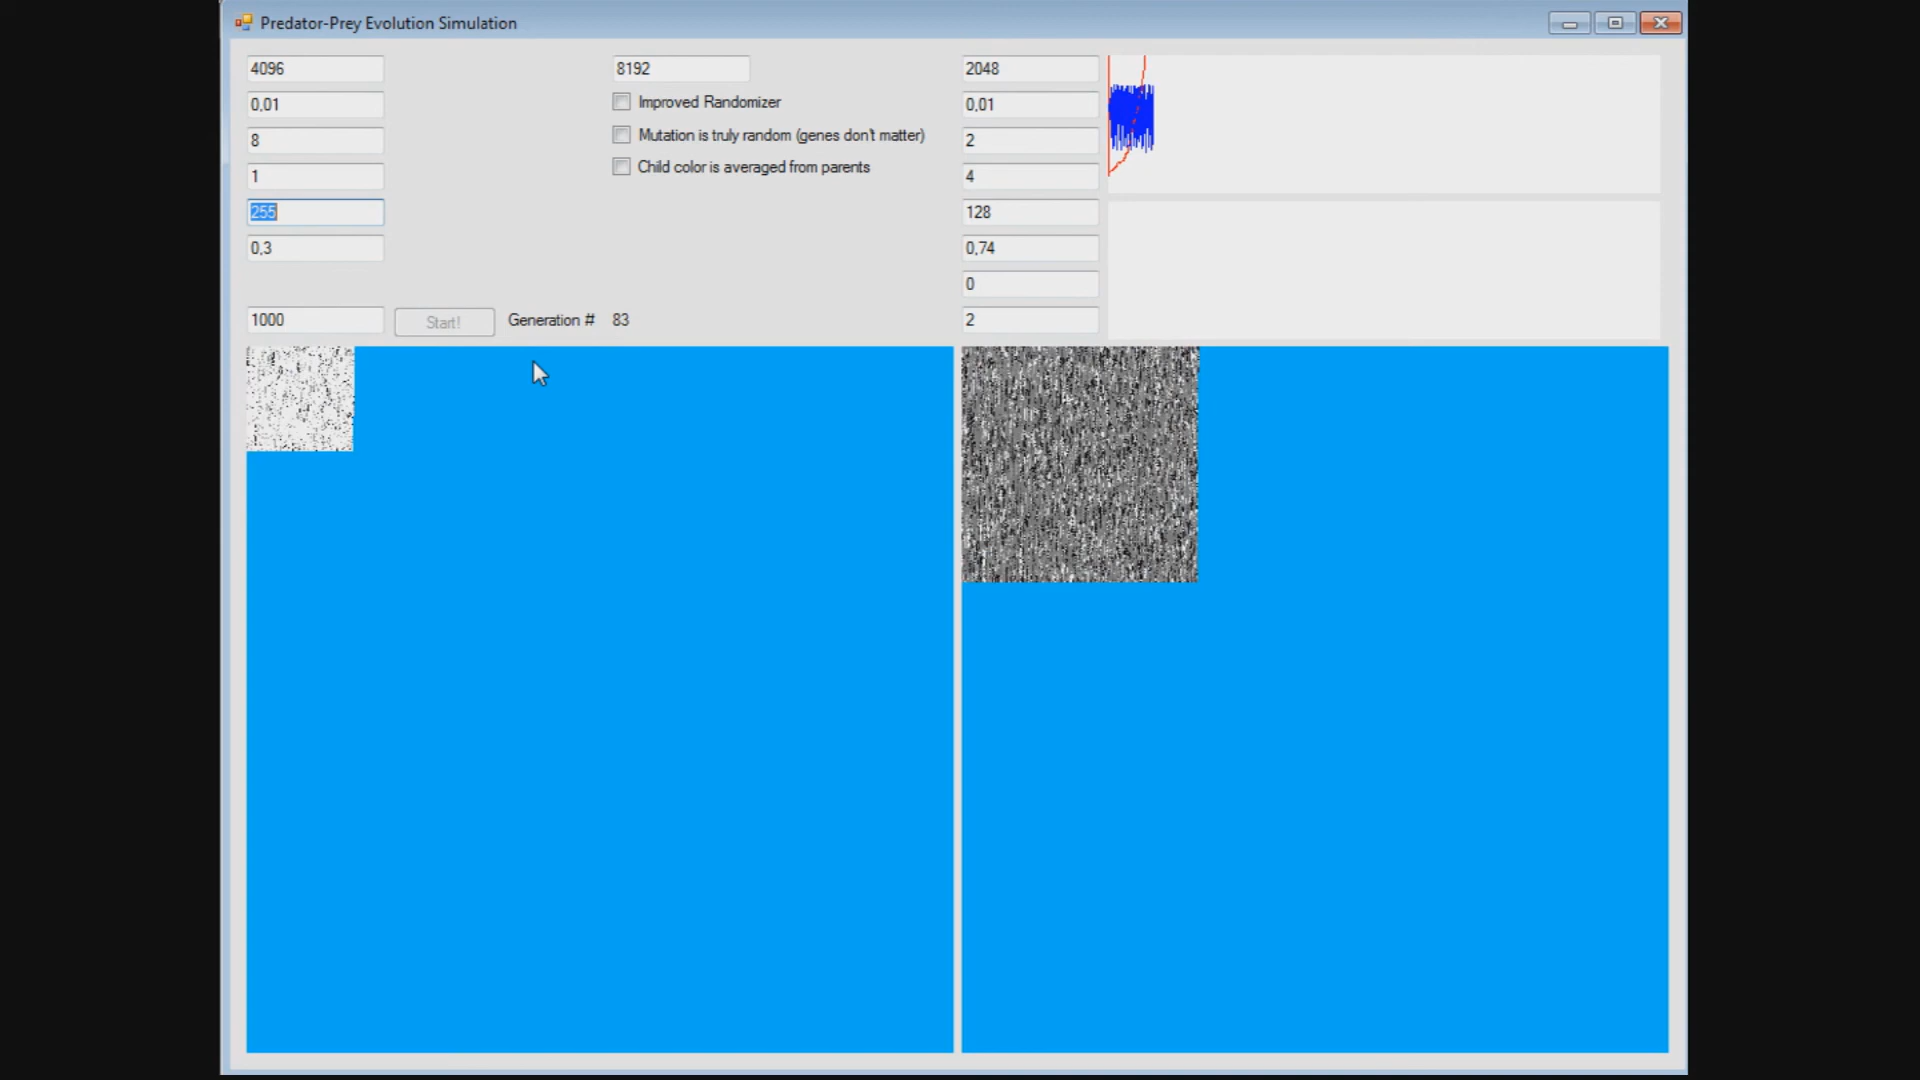 Predator-Prey Evolution Simulation
4096
8192
2048
0,01
Improved Randomizer
0,01
8
Mutation is truly random (genes don't matter)
2
1
Child color is averaged from parents
4
255
128
0,3
0,74
0
1000
Start!
Generation #
83
2